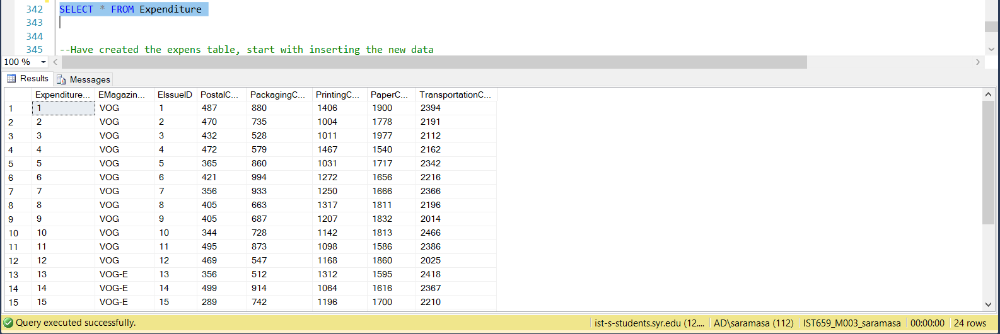 342 SELECT * FROM Expenditure
343
344
345 --Have created the expens table, start with inserting the new data
100 %
Results Messages
Expenditure... EMagazin... EIssueID PostalC... PackagingC... PrintingC... PaperC... TransportationC...
1 1 VOG 1 487 880 1406 1900 2394
2 2 VOG 2 470 735 1004 1778 2191
3 3 VOG 3 432 528 1011 1977 2112
4 4 VOG 4 472 579 1467 1540 2162
5 5 VOG 5 365 860 1031 1717 2342
6 6 VOG 6 421 994 1272 1656 2216
7 7 VOG 7 356 933 1250 1666 2366
8 8 VOG 8 405 663 1317 1811 2196
9 9 VOG 9 405 687 1207 1832 2014
10 10 VOG 10 344 728 1142 1813 2466
11 11 VOG 11 495 873 1098 1586 2386
12 12 VOG 12 469 547 1168 1860 2025
13 13 VOG-E 13 356 512 1312 1595 2418
14 14 VOG-E 14 499 914 1064 1616 2367
15 15 VOG-E 15 289 742 1196 1700 2210
Query executed successfully. ist-s-students.syr.edu (12.... AD\saramasa (112) IST659_M003_saramasa 00:00:00 24 rows